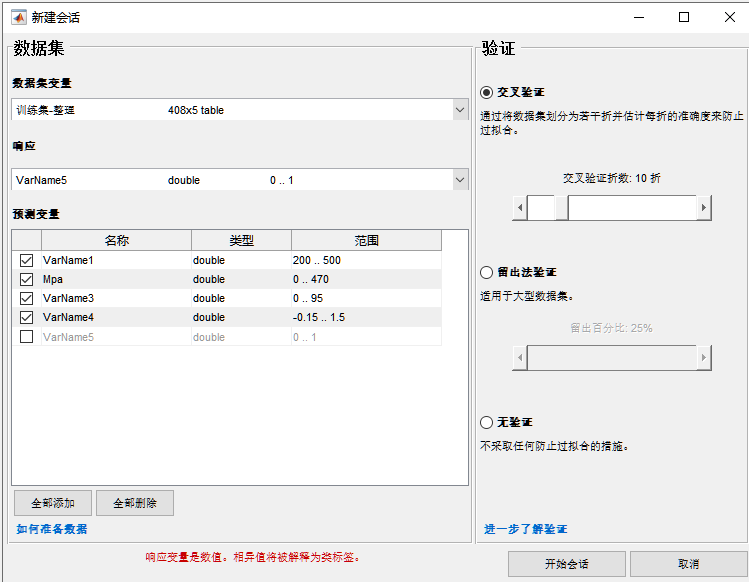 新建会话
数据集
数据集变量
训练集-整理 408x5 table
响应
VarName5 double 0 .. 1
预测变量
名称 类型 范围
VarName1 double 200 .. 500
Mpa double 0 .. 470
VarName3 double 0 .. 95
VarName4 double -0.15 .. 1.5
VarName5 double 0 .. 1
全部添加 全部删除
如何准备数据
验证
交叉验证
通过将数据集划分为若干折并估计每折的准确度来防止
过拟合。
交叉验证折数: 10 折
留出法验证
适用于大型数据集。
留出百分比: 25%
无验证
不采取任何防止过拟合的措施。
进一步了解验证
响应变量是数值。相异值将被解释为类标签。
开始会话 取消